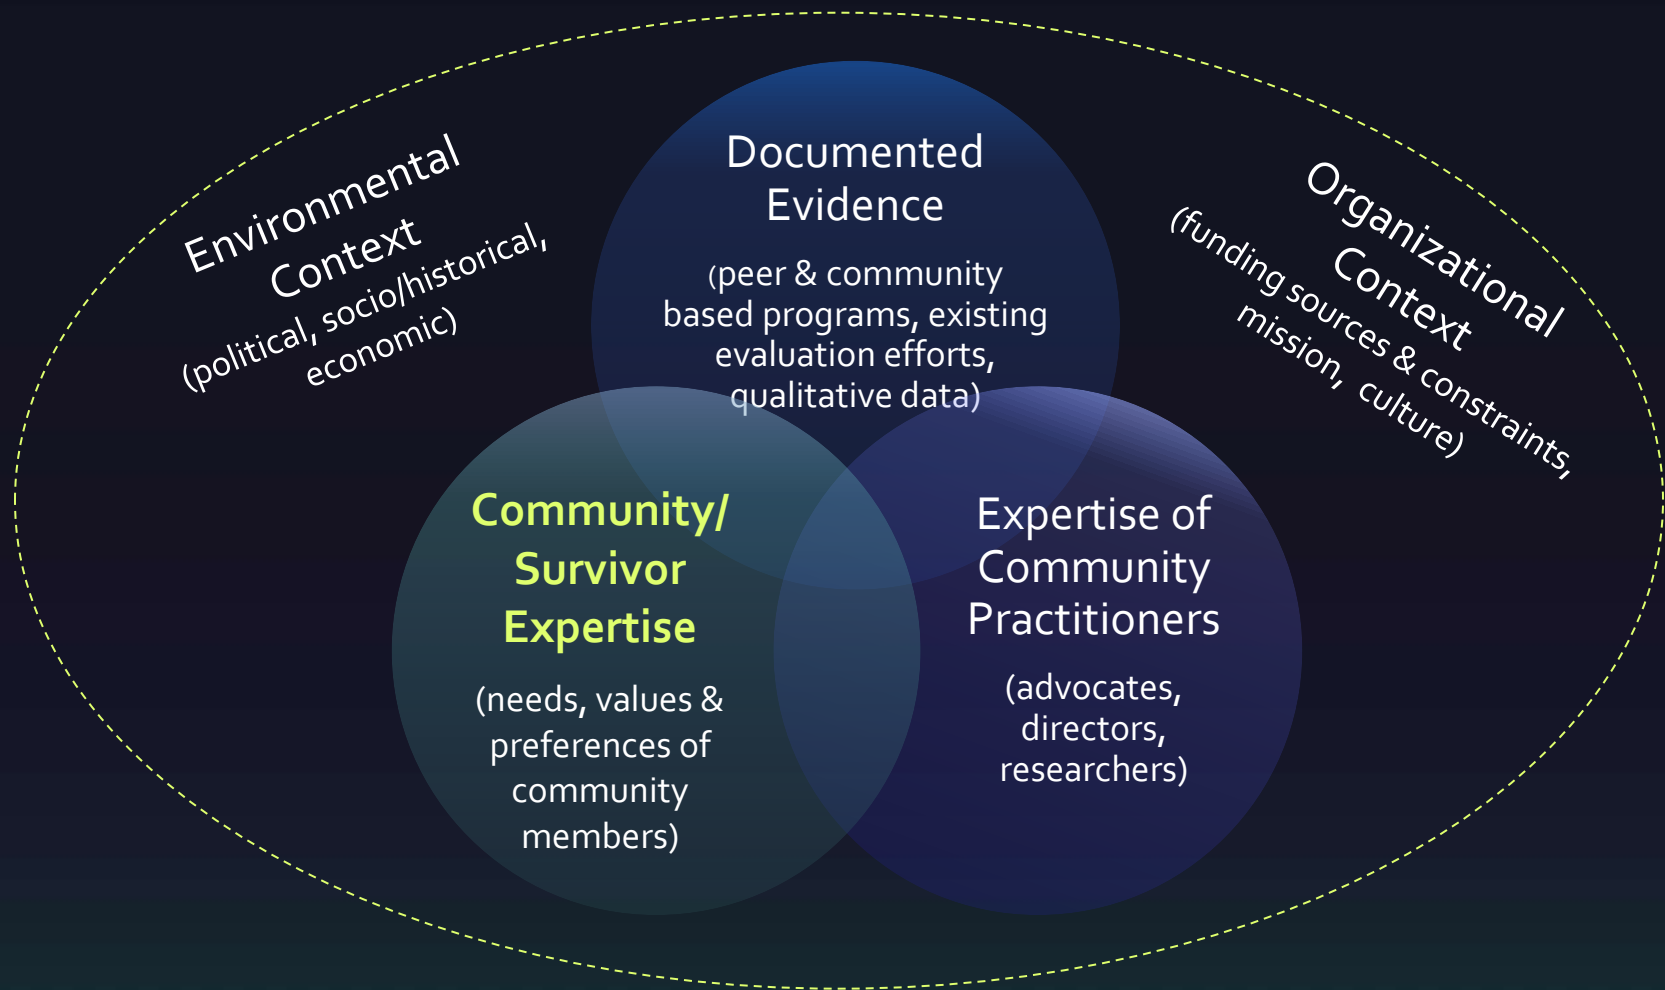 Environmental
Context
(political, socio/historical,
economic)
Documented
Evidence
(peer & community
based programs, existing
evaluation efforts,
qualitative data)
Organizational
Context
(funding sources & constraints,
mission, culture)
Community/
Survivor
Expertise
(needs, values &
preferences of
community
members)
Expertise of
Community
Practitioners
(advocates,
directors,
researchers)